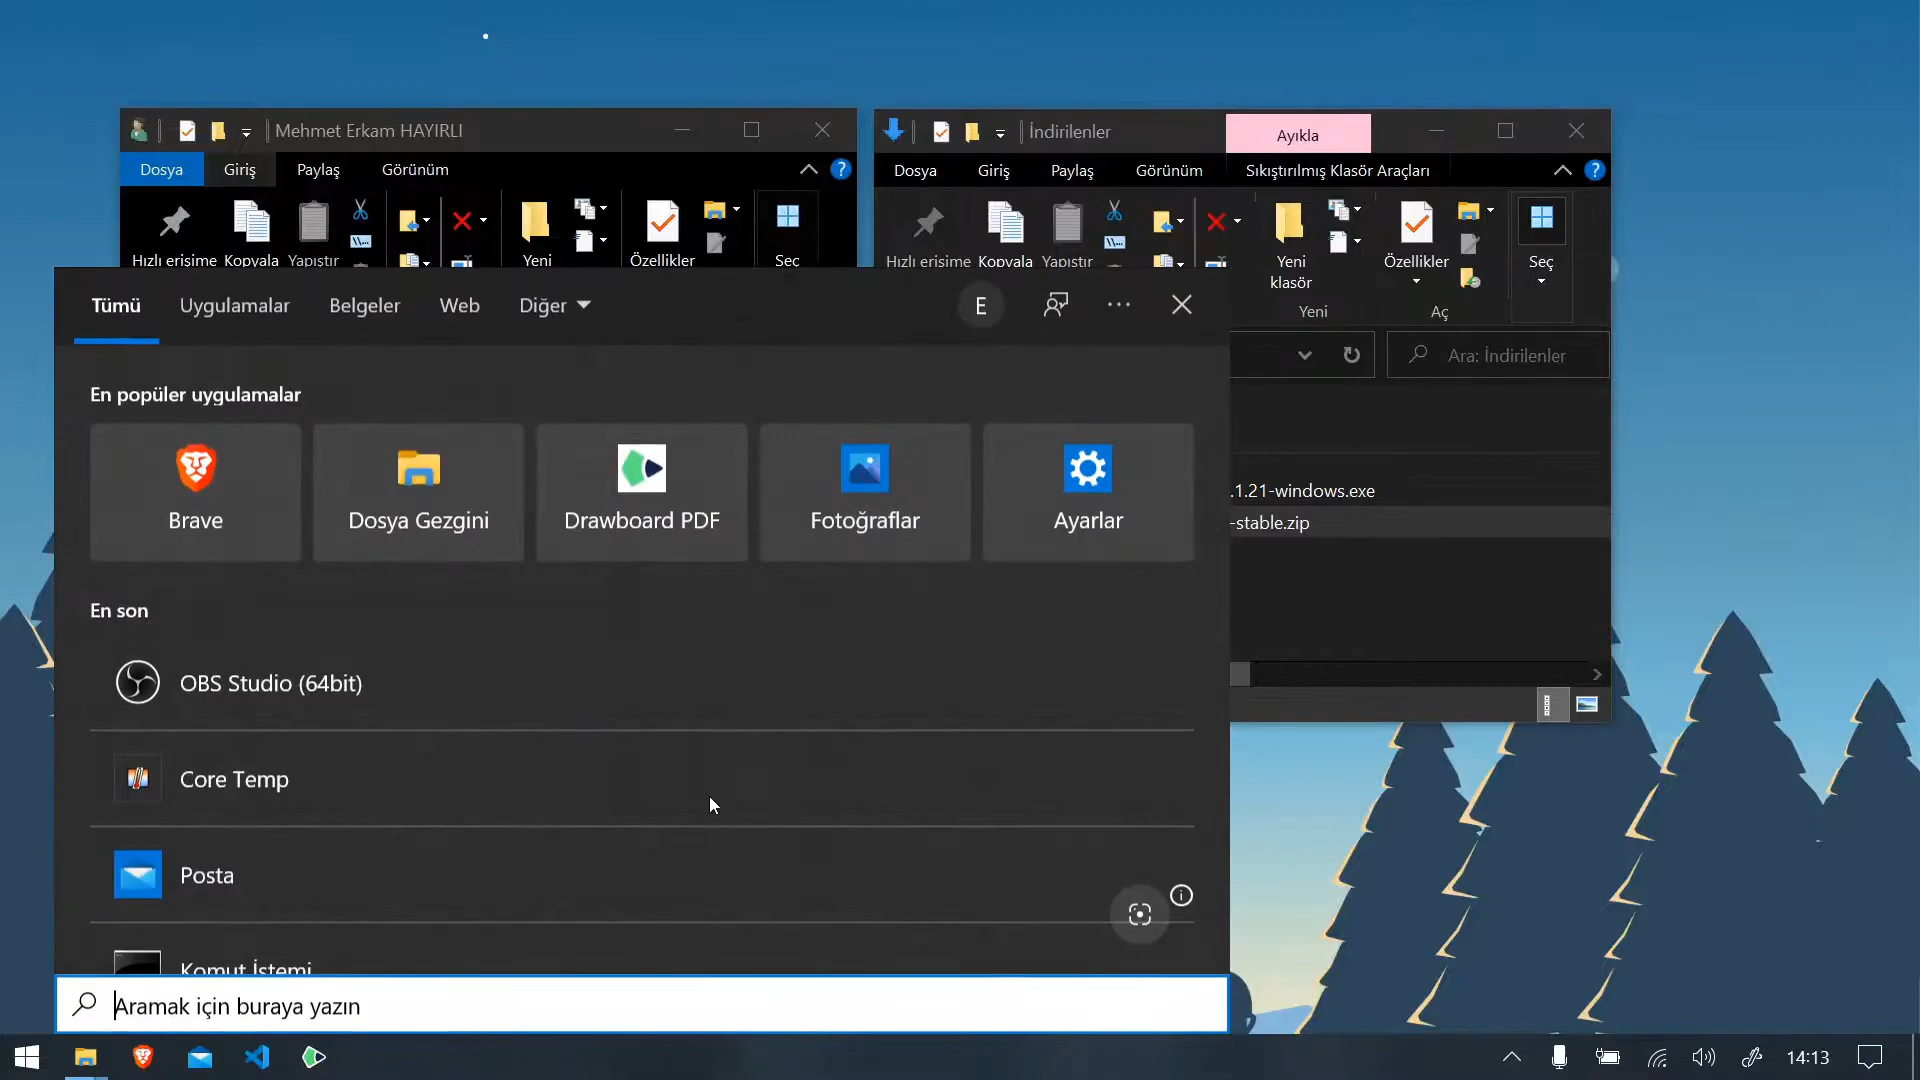 Mehmet Erkam HAYIRLI
Dosya Giriş Paylaş Görünüm
Hızlı erişime Kopyala Yapıştır Yeni Özellikler Seç
İndirilenler Ayıkla
Dosya Giriş Paylaş Görünüm Sıkıştırılmış Klasör Araçları
Hızlı erişime Kopyala Yapıştır Yeni klasör Özellikler Seç
Yeni Aç
Ara: İndirilenler
.1.21-windows.exe
-stable.zip
Tümü Uygulamalar Belgeler Web Diğer E
En popüler uygulamalar
Brave Dosya Gezgini Drawboard PDF Fotoğraflar Ayarlar
En son
OBS Studio (64bit)
Core Temp
Posta
Komut İstemi
Aramak için buraya yazın
14:13